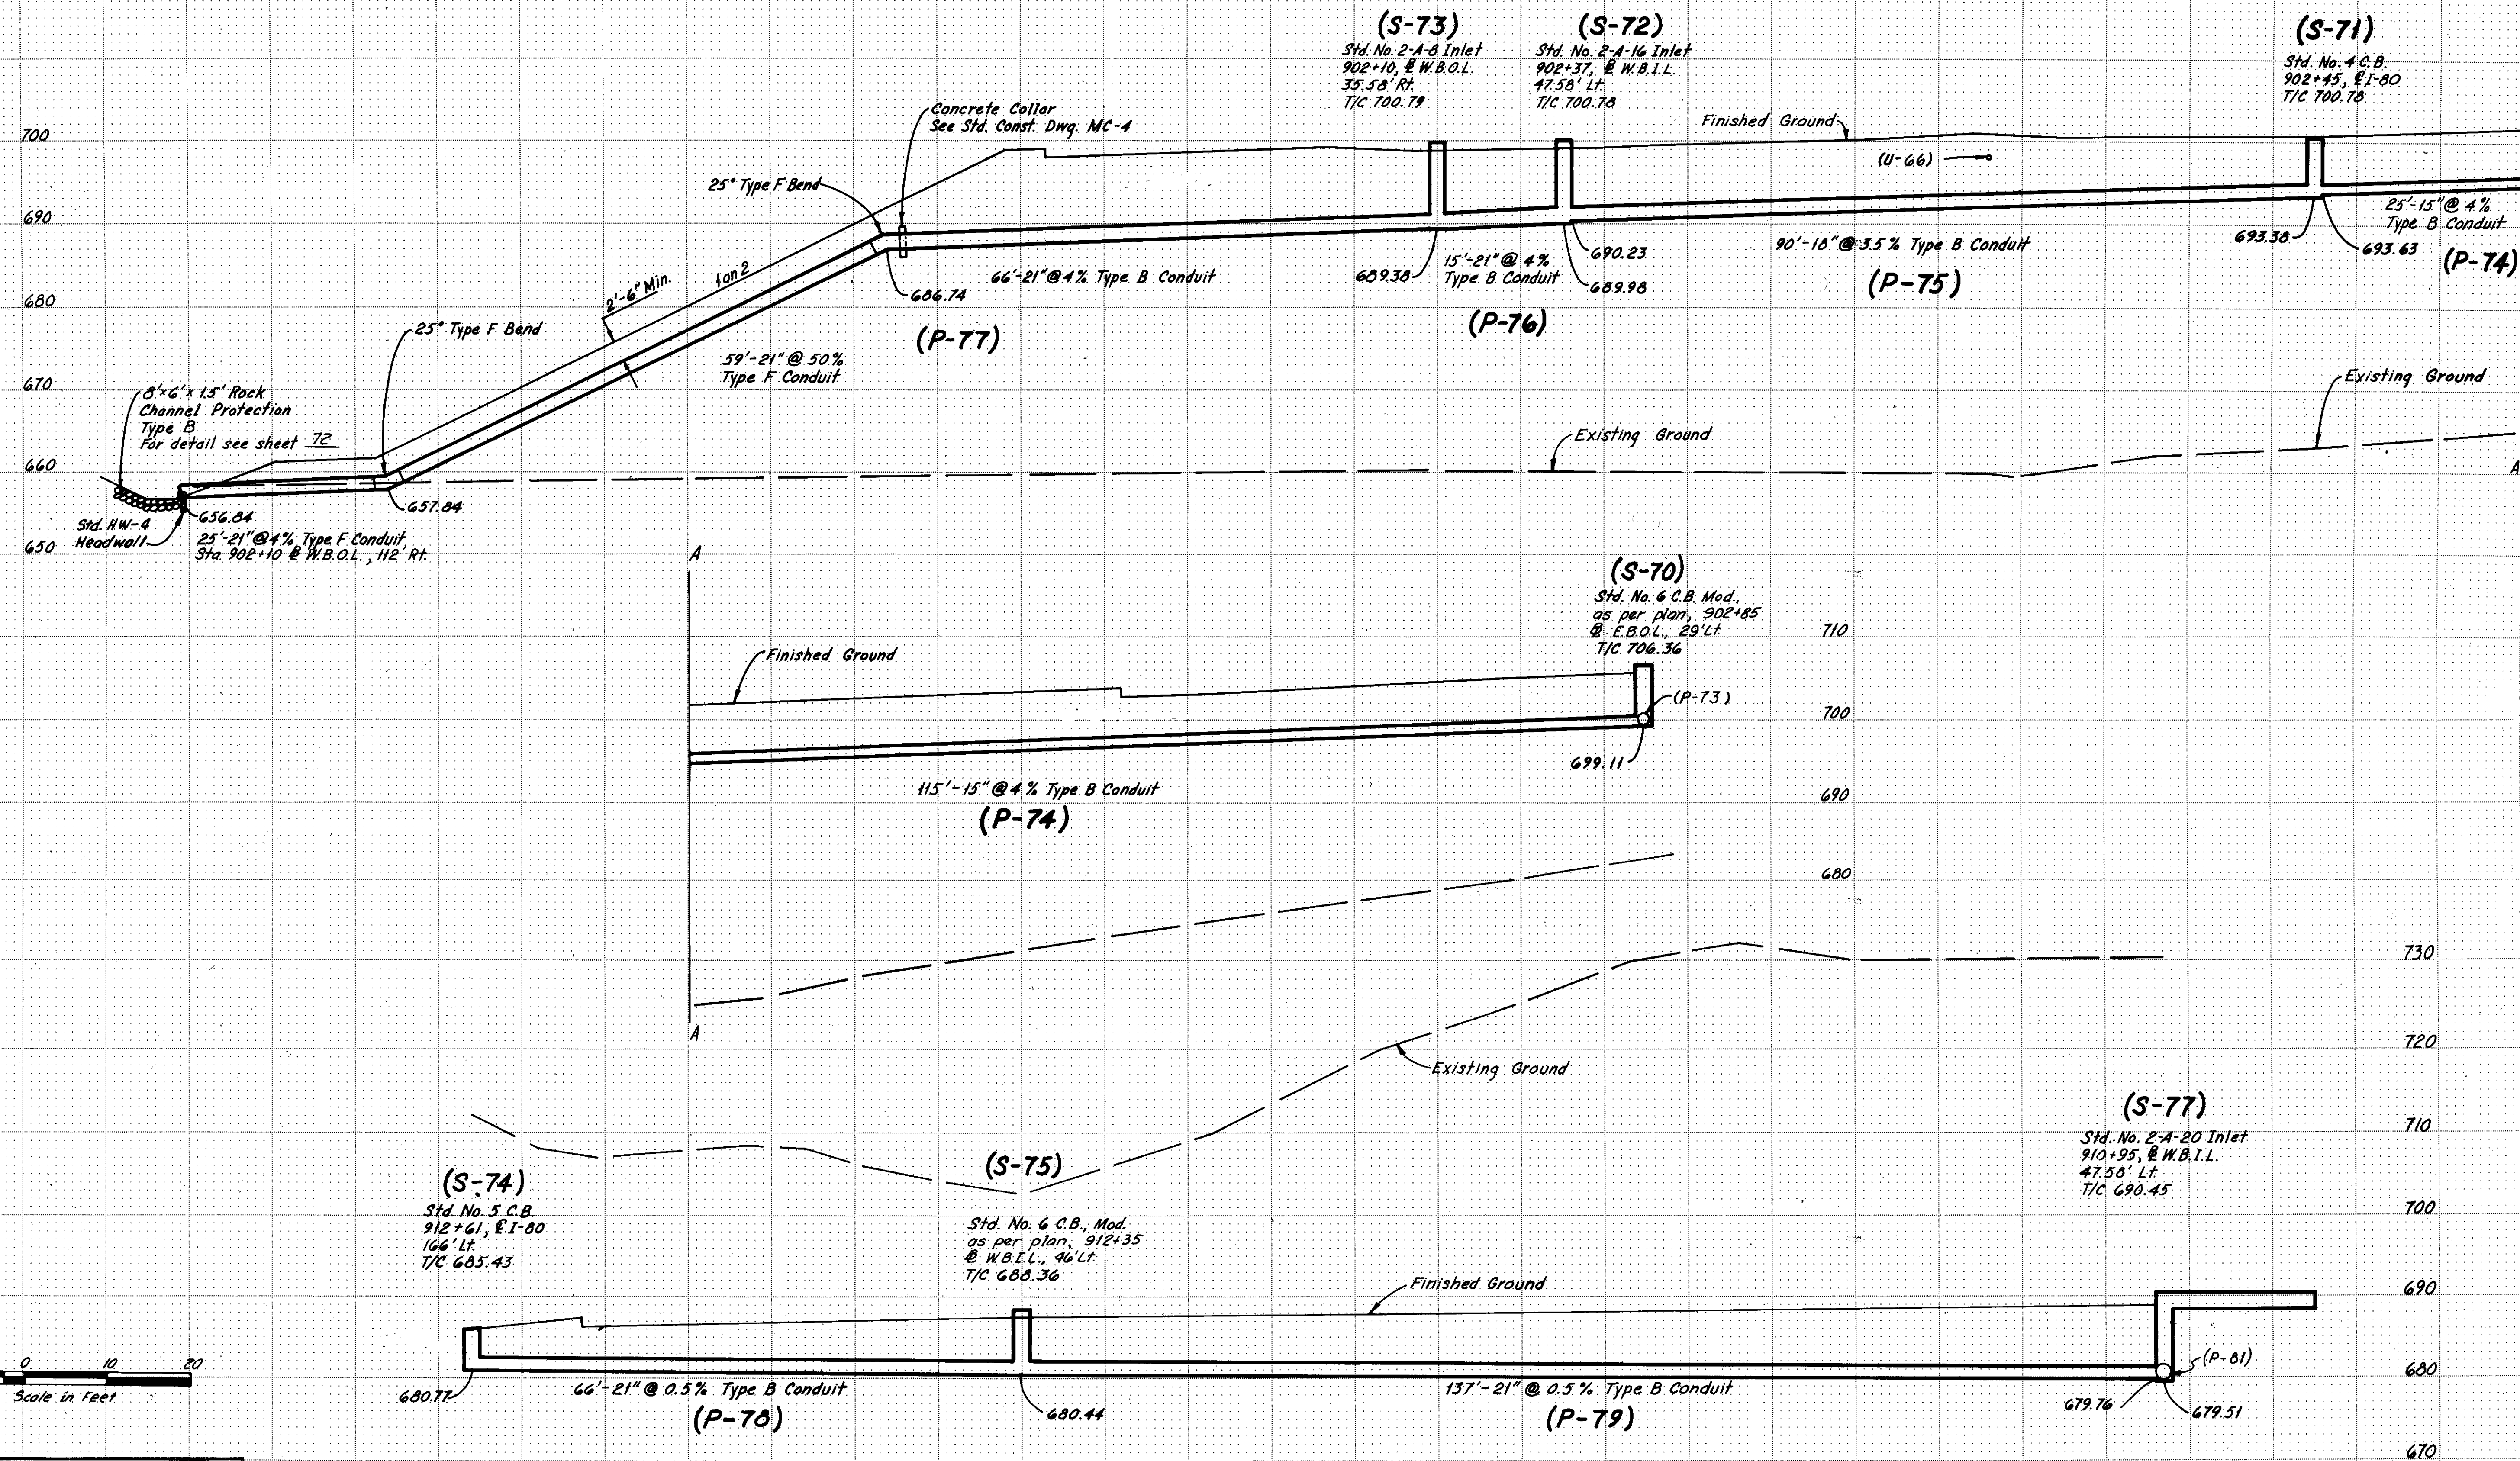 (S-73)
Std. No. 2-A-8 Inlet
902+10, ℄ W.B.O.L.
35.58' Rt.
T/C 700.79
(S-72)
Std. No. 2-A-16 Inlet
902+37, ℄ W.B.I.L.
47.58' Lt.
T/C 700.78
(S-71)
Std. No. 4 C.B.
902+45, ℄ I-80
T/C 700.78
Concrete Collar
See Std. Const. Dwg. MC-4
Finished Ground
(U-66)
700
25° Type F Bend
690
25'-15" @ 4%
Type B Conduit
(P-74)
693.38
693.63
90'-18" @ 3.5% Type B Conduit
(P-75)
690.23
689.98
689.38
15'-21" @ 4%
Type B Conduit
(P-76)
66'-21" @ 4% Type B Conduit
686.74
(P-77)
1 on 2
2'-6" Min.
680
25° Type F Bend
59'-21" @ 50%
Type F Conduit
670
8'x6'x1.5' Rock
Channel Protection
Type B
For detail see sheet 72
Existing Ground
Existing Ground
660
A
656.84
657.84
Std. HW-4
Headwall
25'-21" @ 4% Type F Conduit
Sta. 902+10 ℄ W.B.O.L., 112' Rt.
650
A
(S-70)
Std. No. 6 C.B. Mod.,
as per plan, 902+85
℄ E.B.O.L., 29' Lt.
T/C 706.36
710
Finished Ground
(P-73)
700
699.11
115'-15" @ 4% Type B Conduit
(P-74)
690
680
A
730
720
Existing Ground
710
(S-74)
Std. No. 5 C.B.
912+61, ℄ I-80
166' Lt.
T/C 685.43
(S-75)
Std. No. 6 C.B., Mod.
as per plan, 912+35
℄ W.B.I.L., 46' Lt.
T/C 688.36
(S-77)
Std. No. 2-A-20 Inlet
910+95, ℄ W.B.I.L.
47.58' Lt.
T/C 690.45
700
Finished Ground
690
0 10 20
Scale in Feet
680.77
66'-21" @ 0.5% Type B Conduit
(P-78)
680.44
137'-21" @ 0.5% Type B Conduit
(P-79)
(P-81)
679.76
679.51
680
670